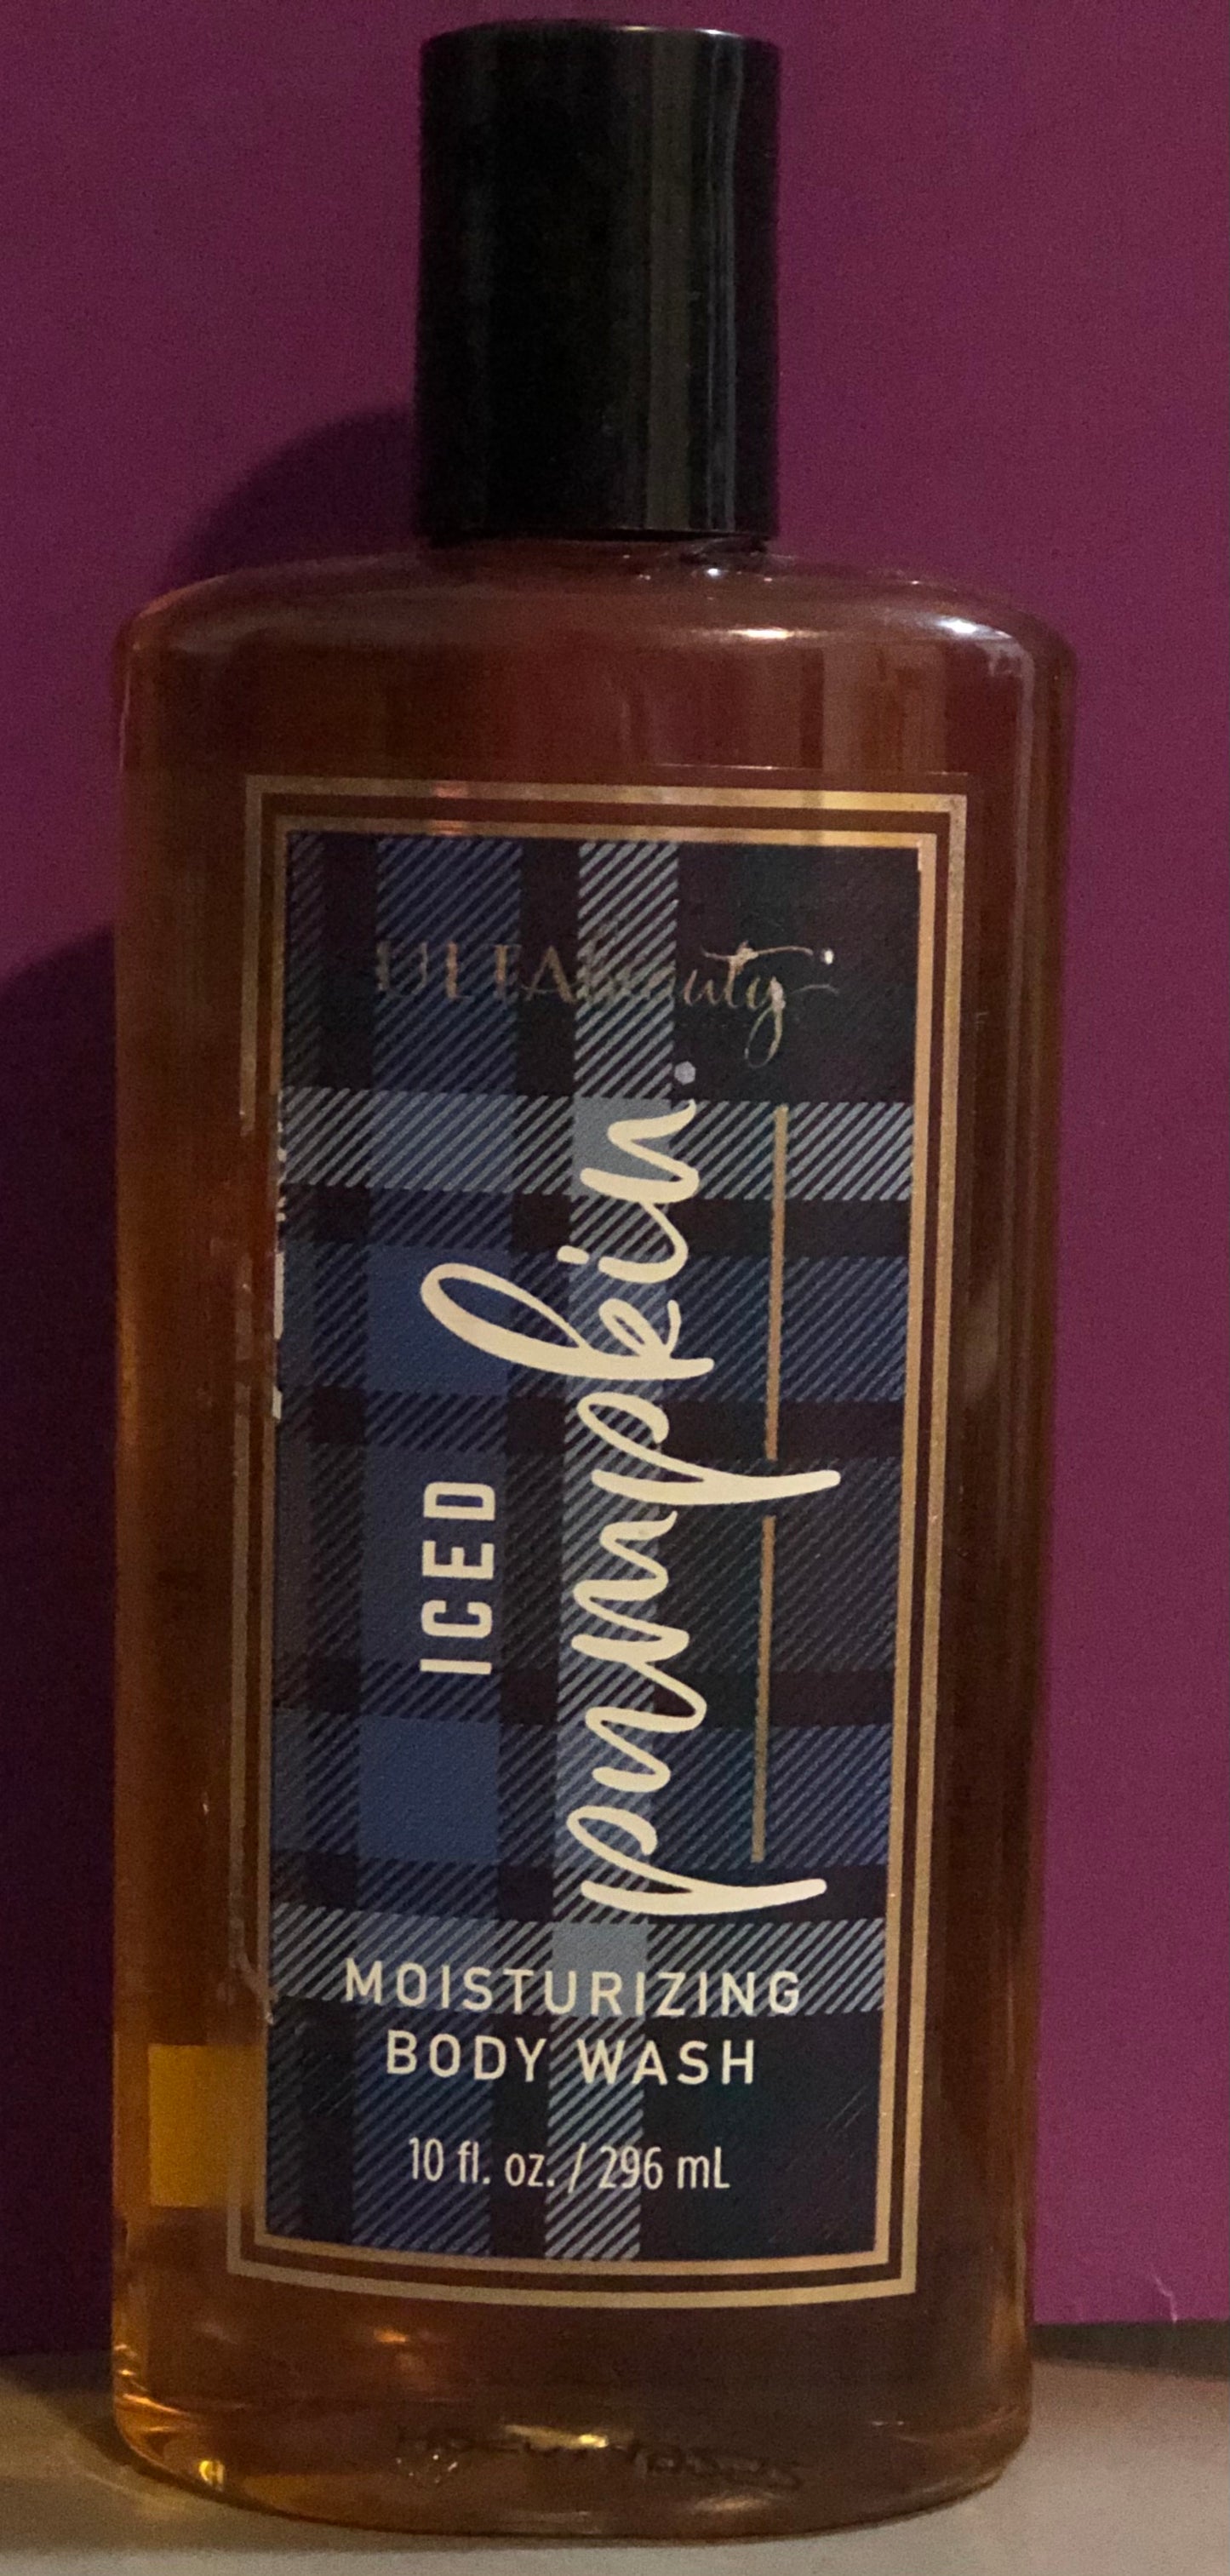 ULTA Beauty
ICED
pumpkin
MOISTURIZING
BODY WASH
10 fl. oz. / 296 mL